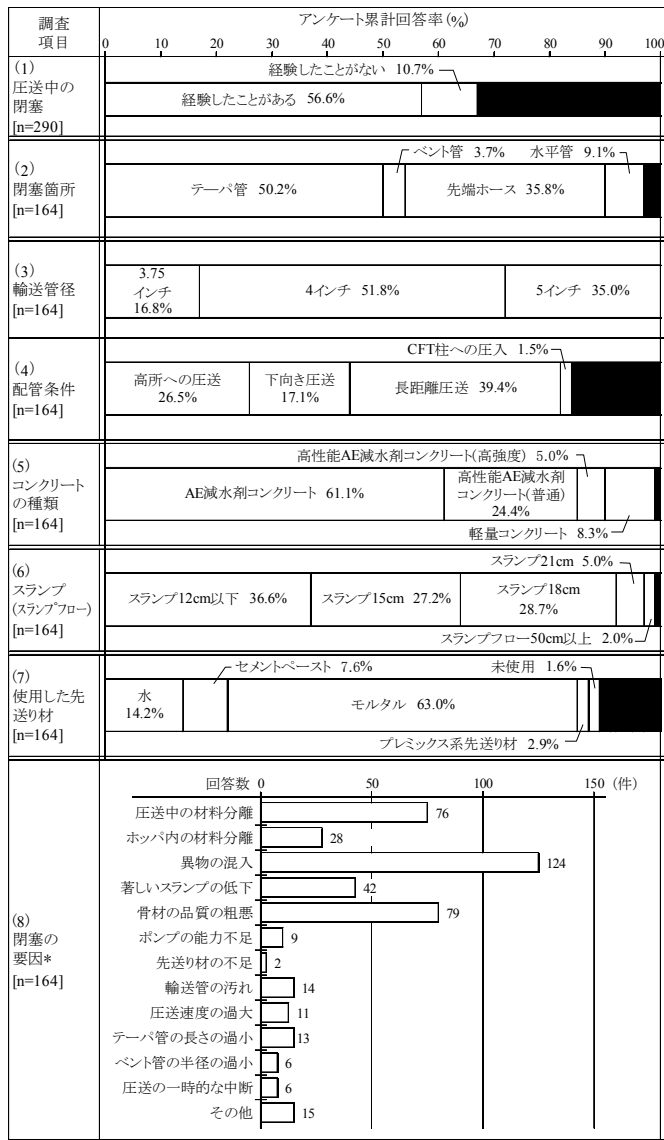 調査
項目
アンケート累計回答率(%)
0 10 20 30 40 50 60 70 80 90 100
(1)
圧送中の
閉塞
[n=290]
経験したことがない 10.7%
経験したことがある 56.6%
(2)
閉塞箇所
[n=164]
ベント管 3.7% 水平管 9.1%
テーパ管 50.2%
先端ホース 35.8%
(3)
輸送管径
[n=164]
3.75
インチ
16.8%
4インチ 51.8%
5インチ 35.0%
(4)
配管条件
[n=164]
CFT柱への圧入 1.5%
高所への圧送
26.5%
下向き圧送
17.1%
長距離圧送 39.4%
(5)
コンクリート
の種類
[n=164]
高性能AE減水剤コンクリート(高強度) 5.0%
AE減水剤コンクリート 61.1%
高性能AE減水剤
コンクリート(普通)
24.4%
軽量コンクリート 8.3%
(6)
スランプ
(スランプフロー)
[n=164]
スランプ21cm 5.0%
スランプ12cm以下 36.6%
スランプ15cm 27.2%
スランプ18cm
28.7%
スランプフロー50cm以上 2.0%
(7)
使用した先
送り材
[n=164]
セメントペースト 7.6%
未使用 1.6%
水
14.2%
モルタル 63.0%
プレミックス系先送り材 2.9%
(8)
閉塞の
要因*
[n=164]
回答数 0 50 100 150 (件)
圧送中の材料分離 76
ホッパ内の材料分離 28
異物の混入 124
著しいスランプの低下 42
骨材の品質の粗悪 79
ポンプの能力不足 9
先送り材の不足 2
輸送管の汚れ 14
圧送速度の過大 11
テーパ管の長さの過小 13
ベント管の半径の過小 6
圧送の一時的な中断 6
その他 15